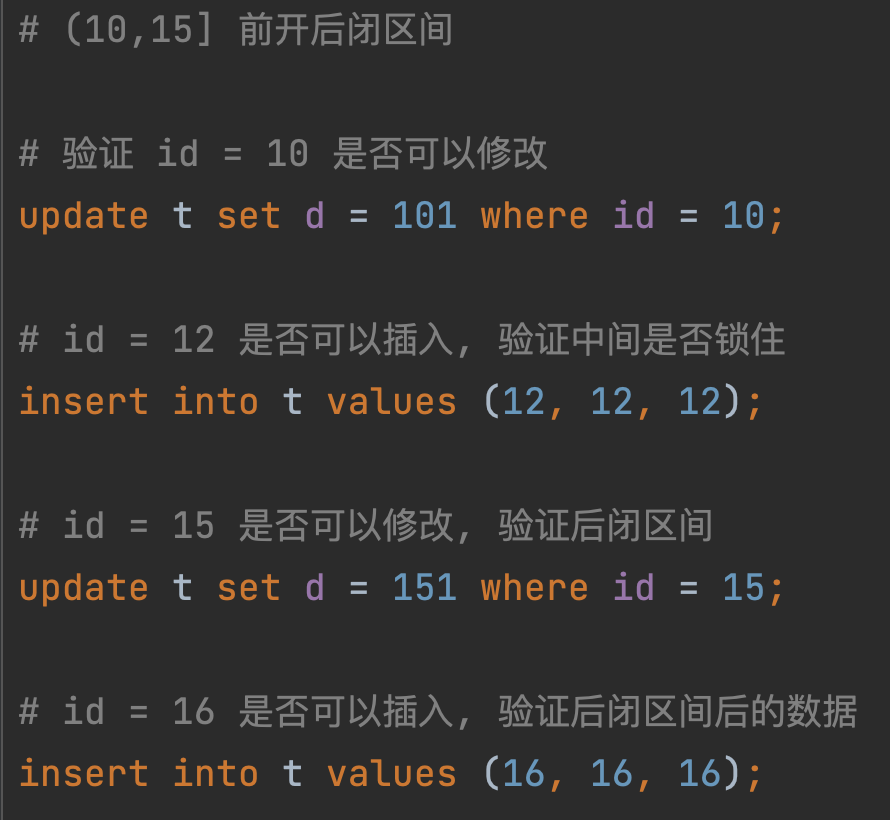 # (10,15] 前开后闭区间
# 验证 id = 10 是否可以修改
update t set d = 101 where id = 10;
# id = 12 是否可以插入, 验证中间是否锁住
insert into t values (12, 12, 12);
# id = 15 是否可以修改, 验证后闭区间
update t set d = 151 where id = 15;
# id = 16 是否可以插入, 验证后闭区间后的数据
insert into t values (16, 16, 16);